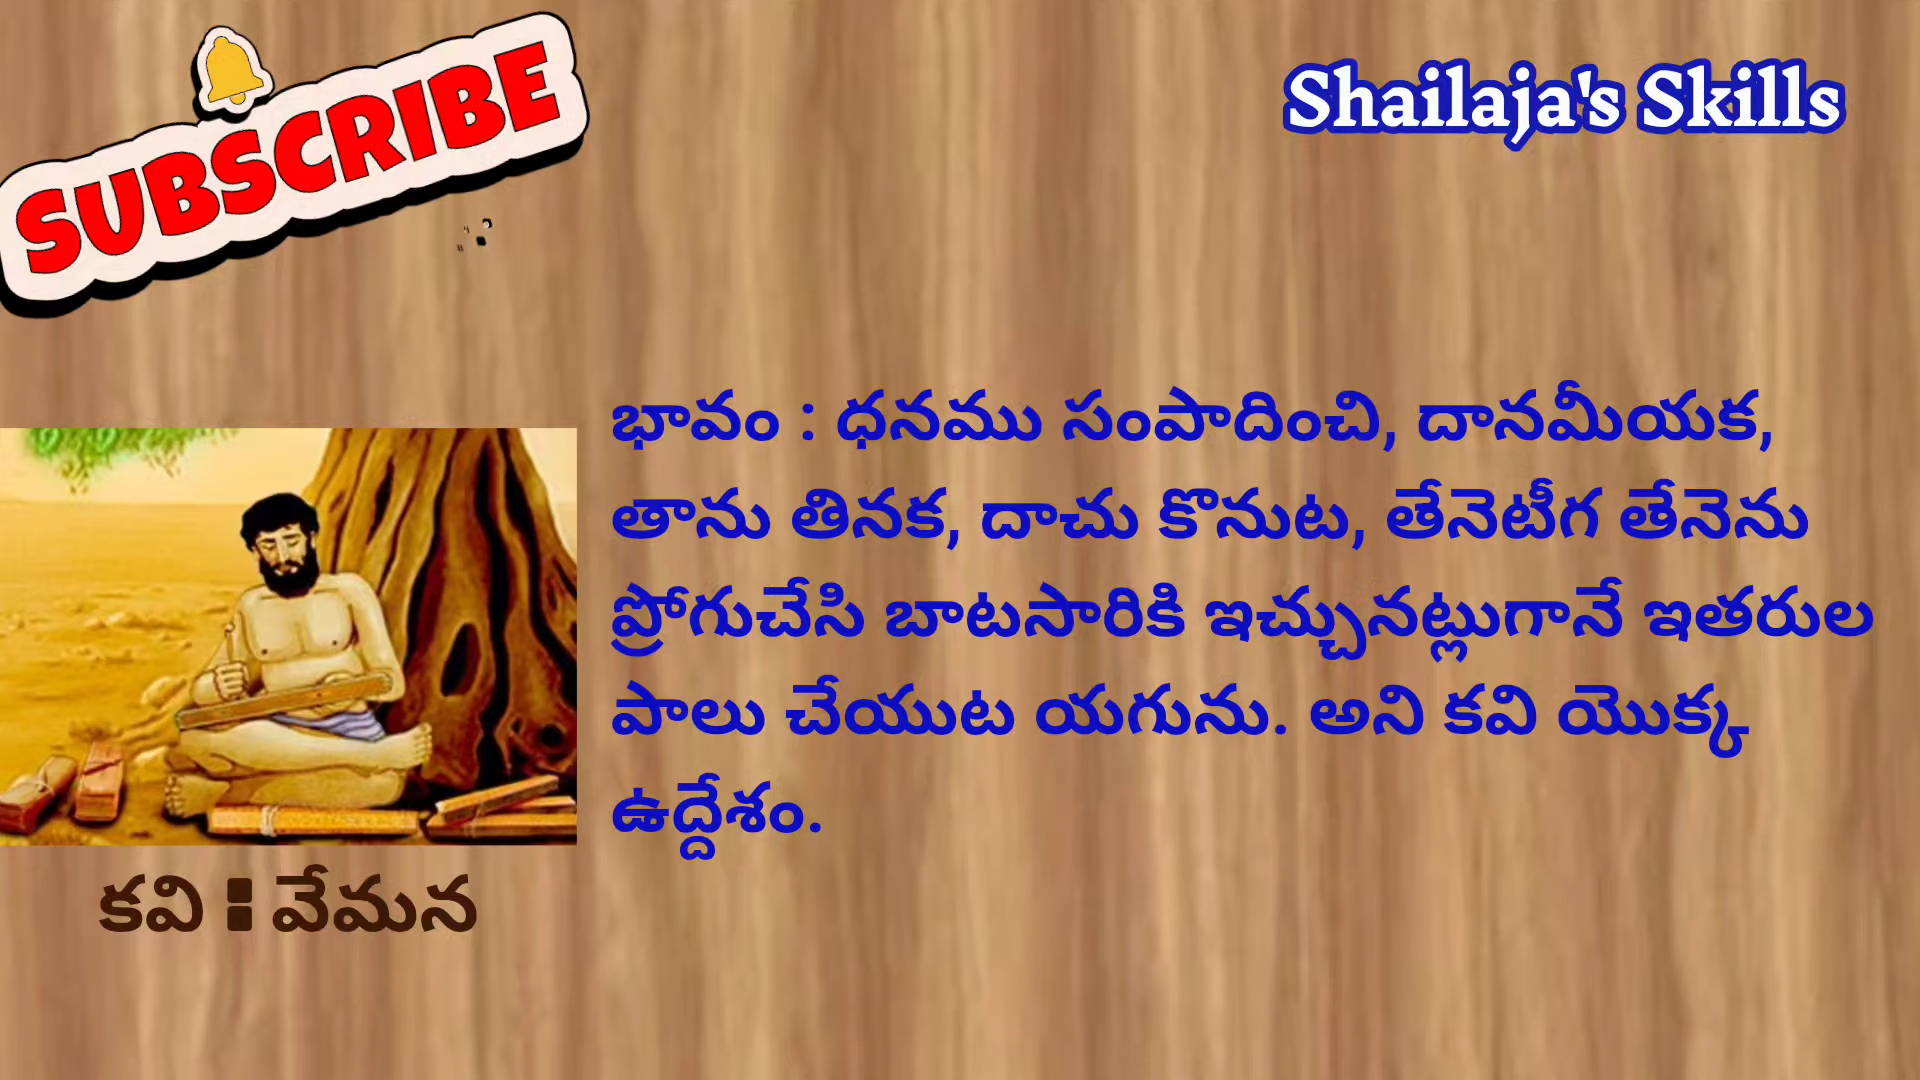 SUBSCRIBE
Shailaja's Skills
భావం : ధనము సంపాదించి, దానమీయక,
తాను తినక, దాచు కొనుట, తేనెటీగ తేనెను
ప్రోగుచేసి బాటసారికి ఇచ్చునట్లుగానే ఇతరుల
పాలు చేయుట యగును. అని కవి యొక్క
ఉద్దేశం.
కవి : వేమన